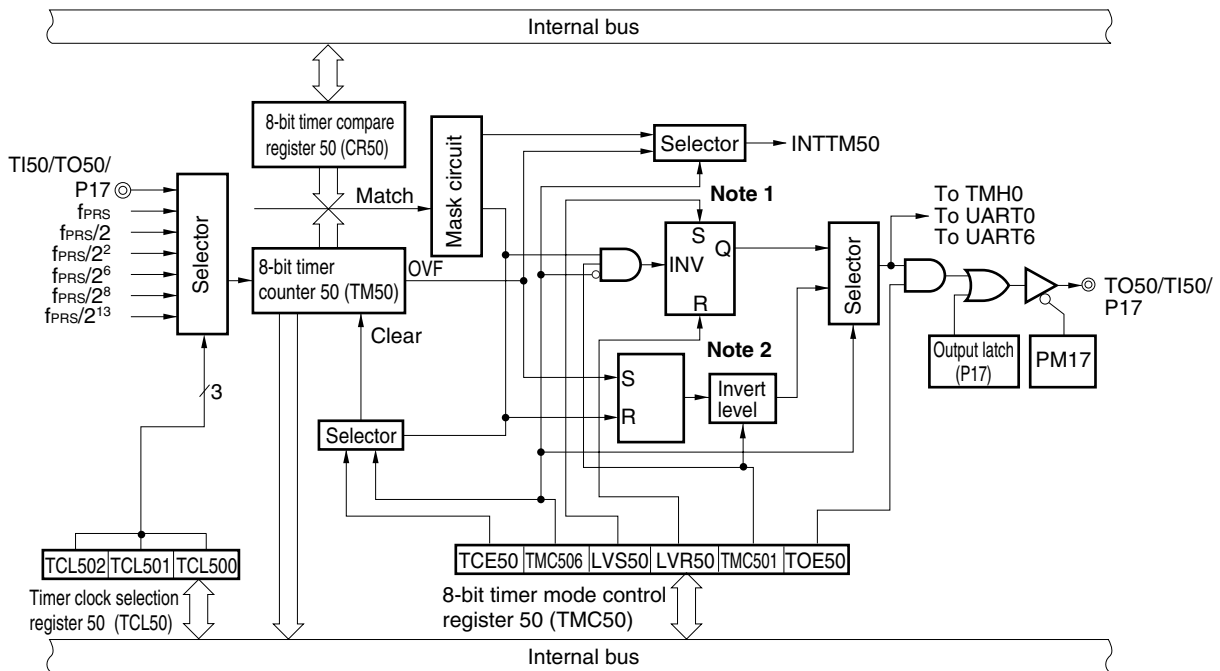 Internal bus
8-bit timer compare
register 50 (CR50)
TI50/TO50/
P17
fPRS
fPRS/2
fPRS/2²
fPRS/2⁶
fPRS/2⁸
fPRS/2¹³
Selector
Match
Mask circuit
8-bit timer
counter 50 (TM50)
OVF
Clear
3
Selector
Selector
INTTM50
Note 1
S
Q
INV
R
Note 2
S
R
Invert
level
Selector
To TMH0
To UART0
To UART6
TO50/TI50/
P17
Output latch
(P17)
PM17
TCL502 TCL501 TCL500
Timer clock selection
register 50 (TCL50)
TCE50 TMC506 LVS50 LVR50 TMC501 TOE50
8-bit timer mode control
register 50 (TMC50)
Internal bus